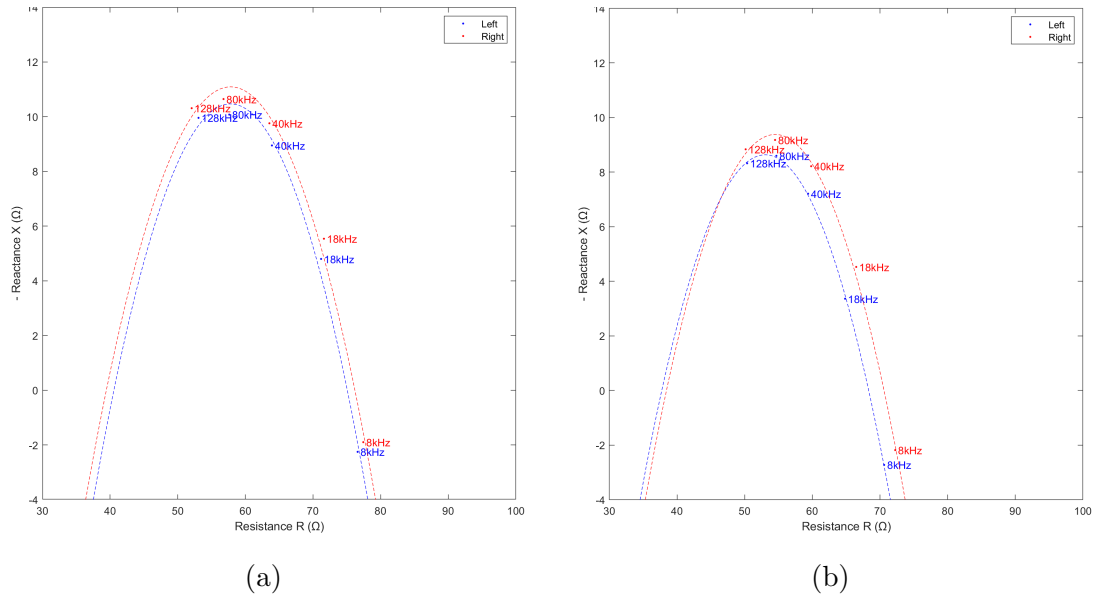 14
12
10
8
6
4
2
0
-2
-4
- Reactance X (Ω)
30 40 50 60 70 80 90 100
Resistance R (Ω)
Left
Right
128kHz
80kHz
40kHz
18kHz
8kHz
128kHz
80kHz
40kHz
18kHz
8kHz
(a)
14
12
10
8
6
4
2
0
-2
-4
- Reactance X (Ω)
30 40 50 60 70 80 90 100
Resistance R (Ω)
Left
Right
128kHz
80kHz
40kHz
18kHz
8kHz
128kHz
80kHz
40kHz
18kHz
8kHz
(b)